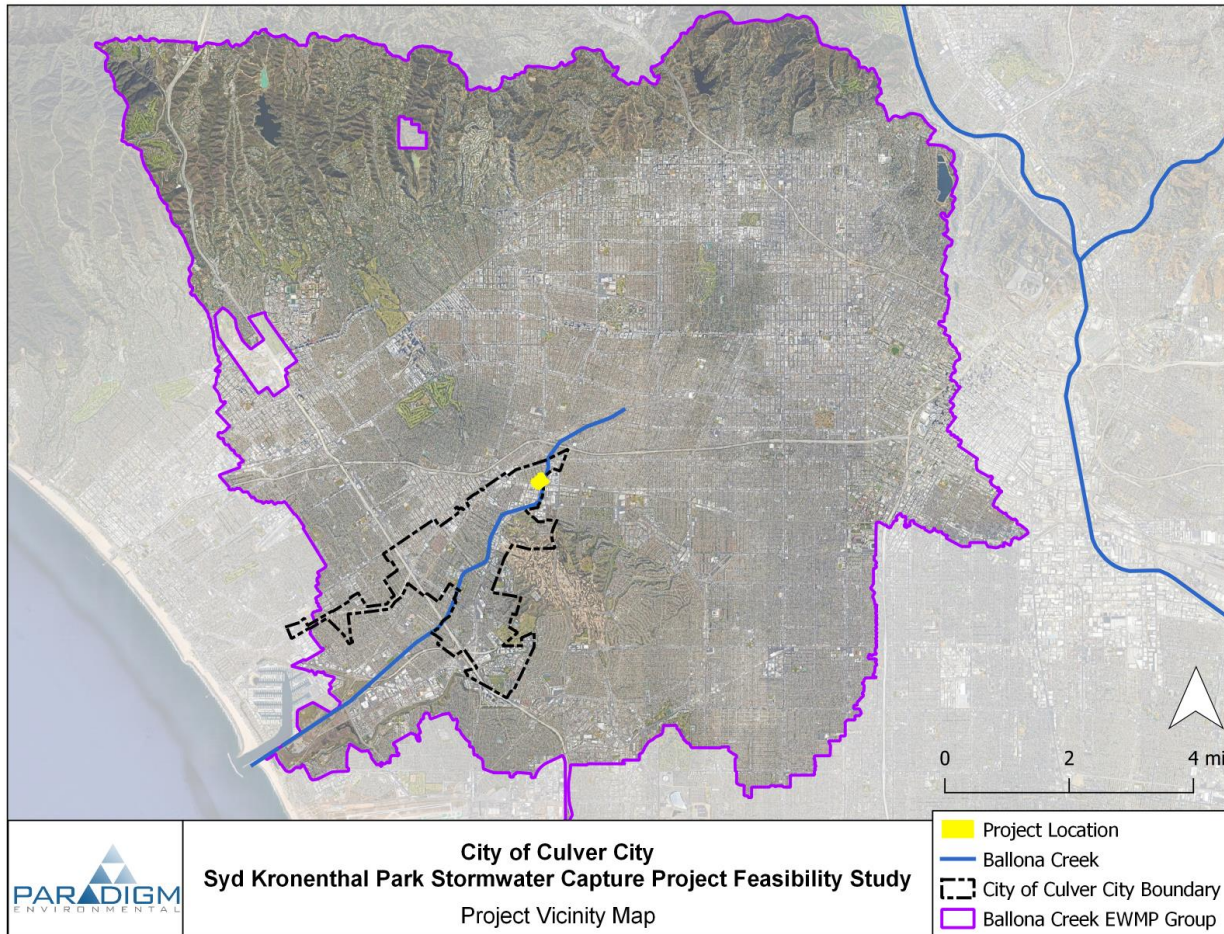 0 2 4 mi
PARADIGM
ENVIRONMENTAL
City of Culver City
Syd Kronenthal Park Stormwater Capture Project Feasibility Study
Project Vicinity Map
Project Location
Ballona Creek
City of Culver City Boundary
Ballona Creek EWMP Group